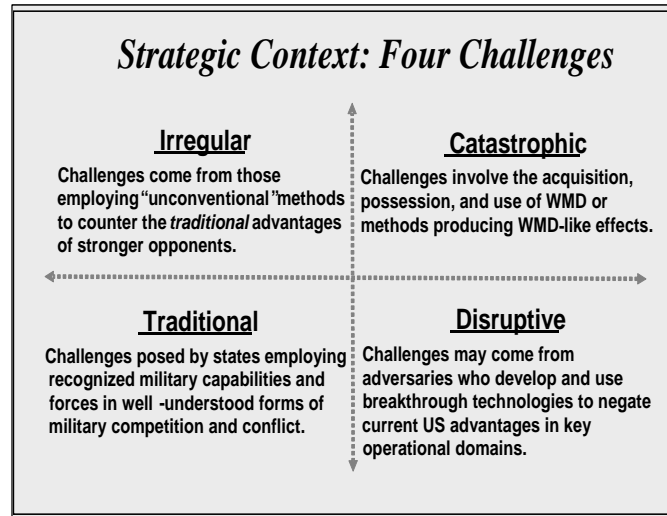 Strategic Context: Four Challenges
Irregular
Challenges come from those
employing “unconventional”methods
to counter the traditional advantages
of stronger opponents.
Catastrophic
Challenges involve the acquisition,
possession, and use of WMD or
methods producing WMD-like effects.
Traditional
Challenges posed by states employing
recognized military capabilities and
forces in well -understood forms of
military competition and conflict.
Disruptive
Challenges may come from
adversaries who develop and use
breakthrough technologies to negate
current US advantages in key
operational domains.